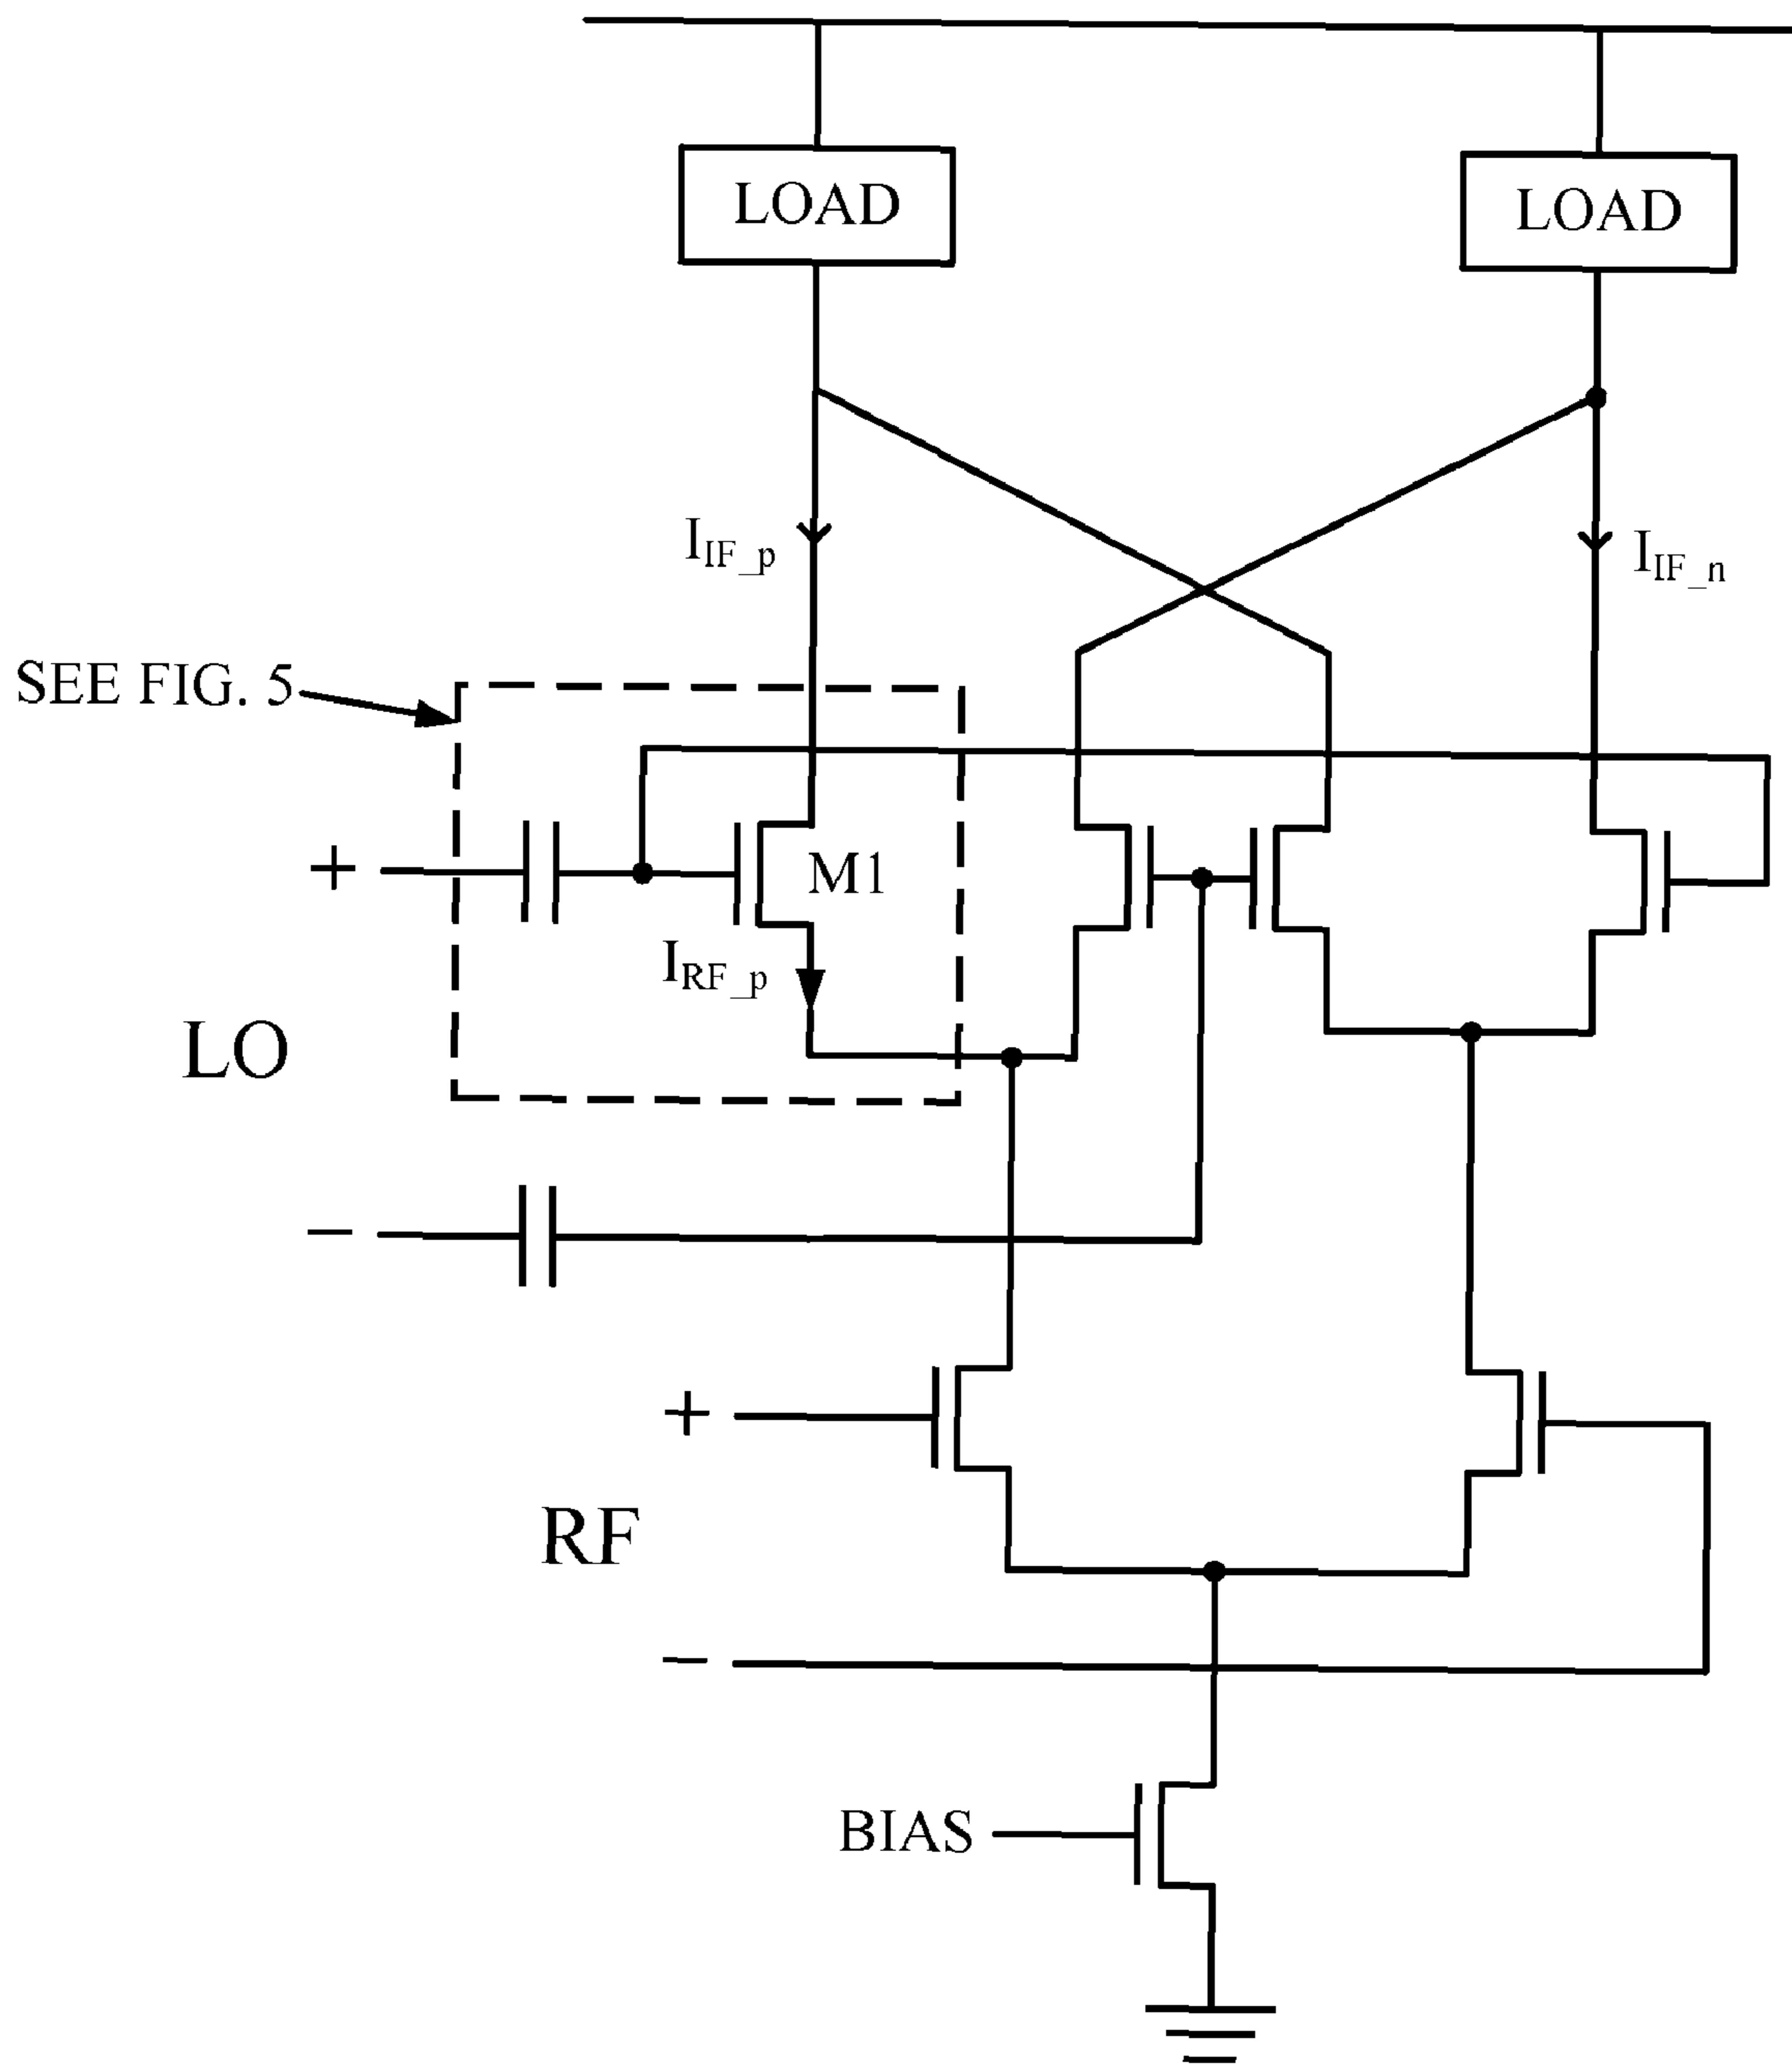 LOAD
LOAD
I_IF_p
I_IF_n
SEE FIG. 5
+
M1
I_RF_p
LO
−
+
RF
−
BIAS